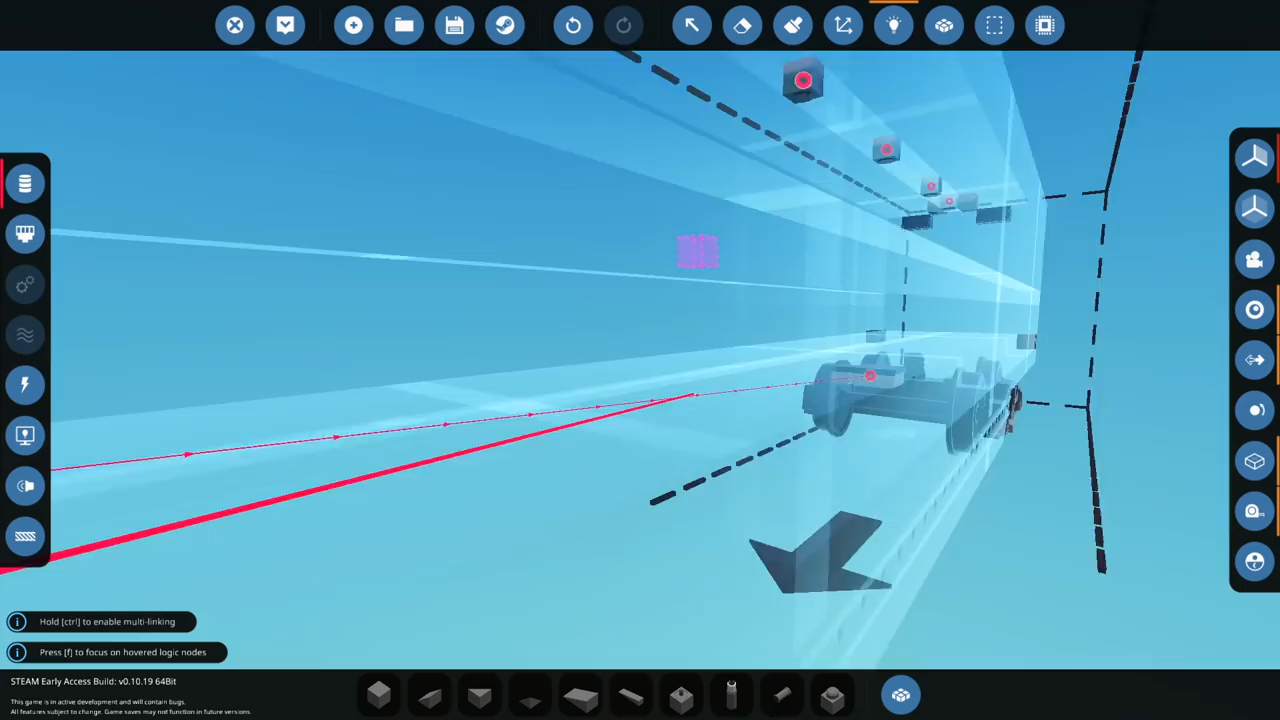 Hold [ctrl] to enable multi-linking
Press [f] to focus on hovered logic nodes
STEAM Early Access Build: v0.10.19 64Bit
This game is in active development and will contain bugs.
All features subject to change. Game saves may not function in future versions.